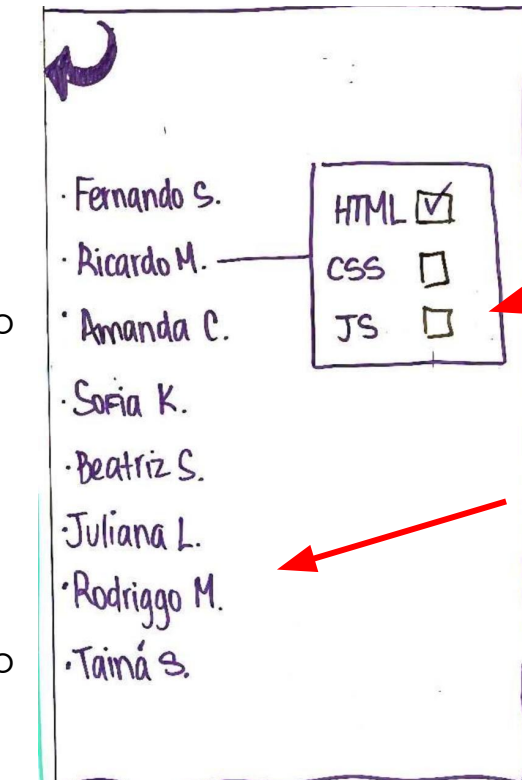 · Fernando S.
HTML
· Ricardo M.
CSS
o
· Amanda C.
JS
· Sofia K.
· Beatriz S.
· Juliana L.
· Rodriggo M.
o
· Tainá S.